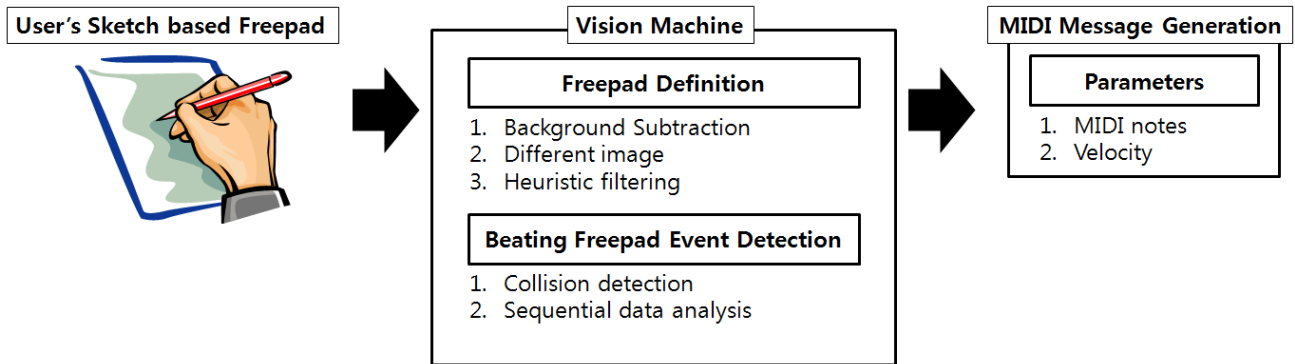 User's Sketch based Freepad
Vision Machine
Freepad Definition
1. Background Subtraction
2. Different image
3. Heuristic filtering
Beating Freepad Event Detection
1. Collision detection
2. Sequential data analysis
MIDI Message Generation
Parameters
1. MIDI notes
2. Velocity